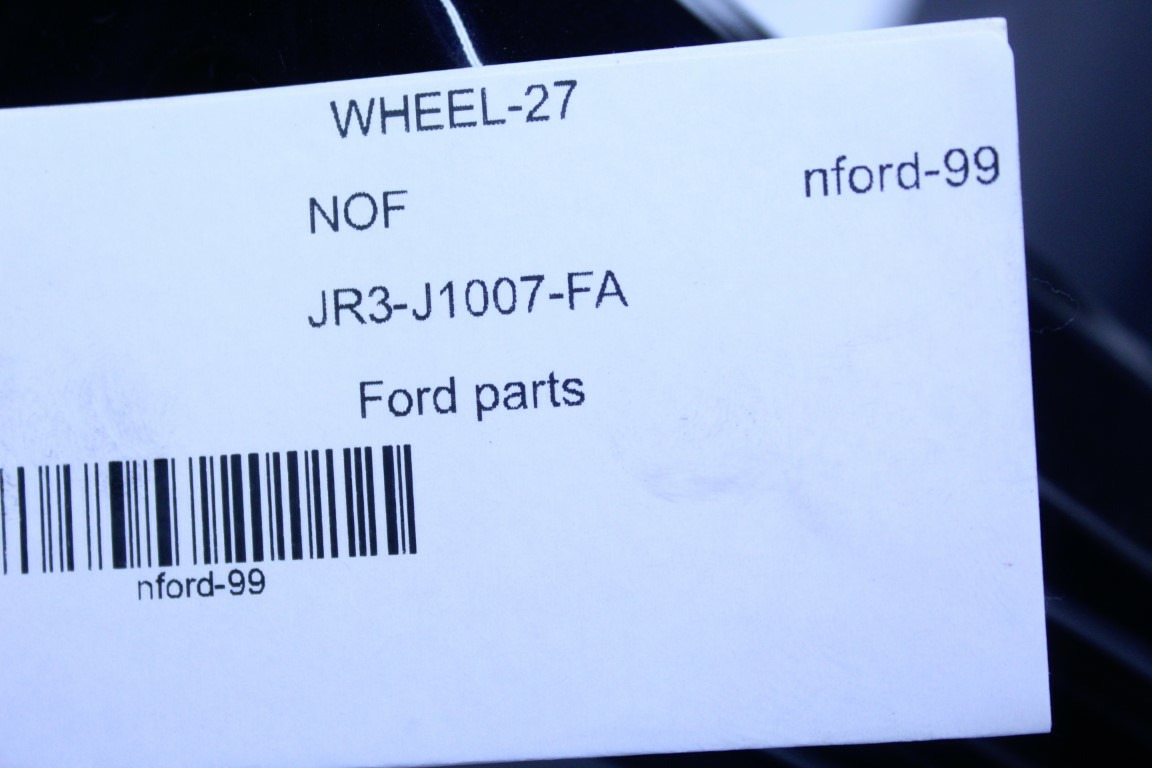 WHEEL-27
nford-99
NOF
JR3-J1007-FA
Ford parts
nford-99